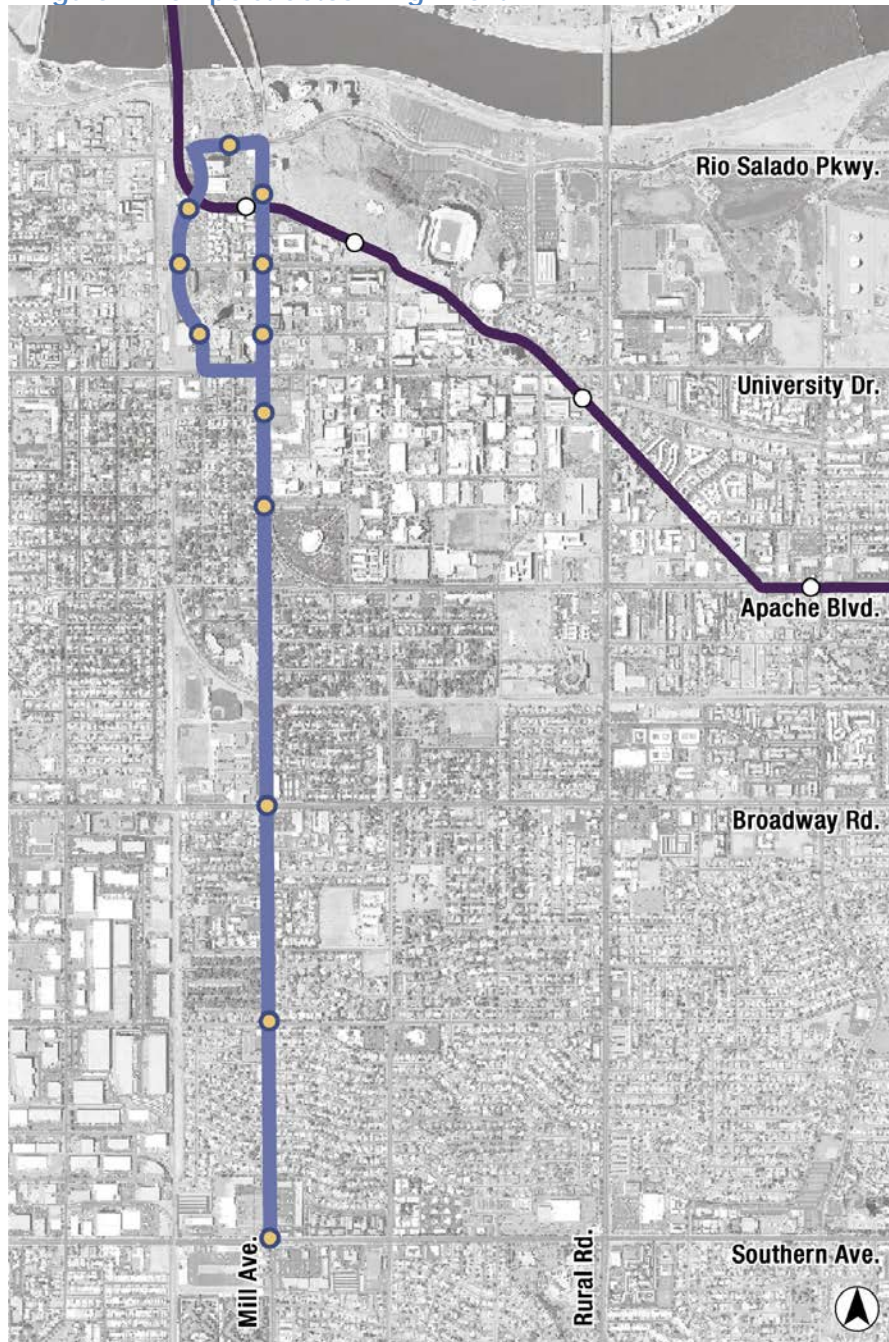 Rio Salado Pkwy.
University Dr.
Apache Blvd.
Broadway Rd.
Mill Ave.
Rural Rd.
Southern Ave.